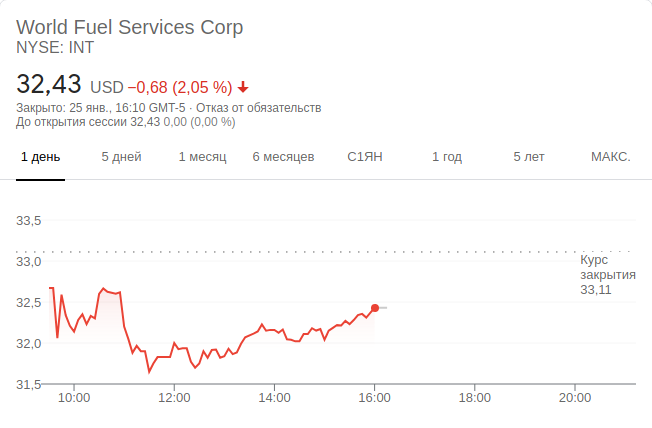 World Fuel Services Corp
NYSE: INT
32,43 USD −0,68 (2,05 %)
Закрыто: 25 янв., 16:10 GMT-5 · Отказ от обязательств
До открытия сессии 32,43 0,00 (0,00 %)
1 день 5 дней 1 месяц 6 месяцев С1ЯН 1 год 5 лет МАКС.
33,5
33,0
32,5
32,0
31,5
Курс
закрытия
33,11
10:00 12:00 14:00 16:00 18:00 20:00